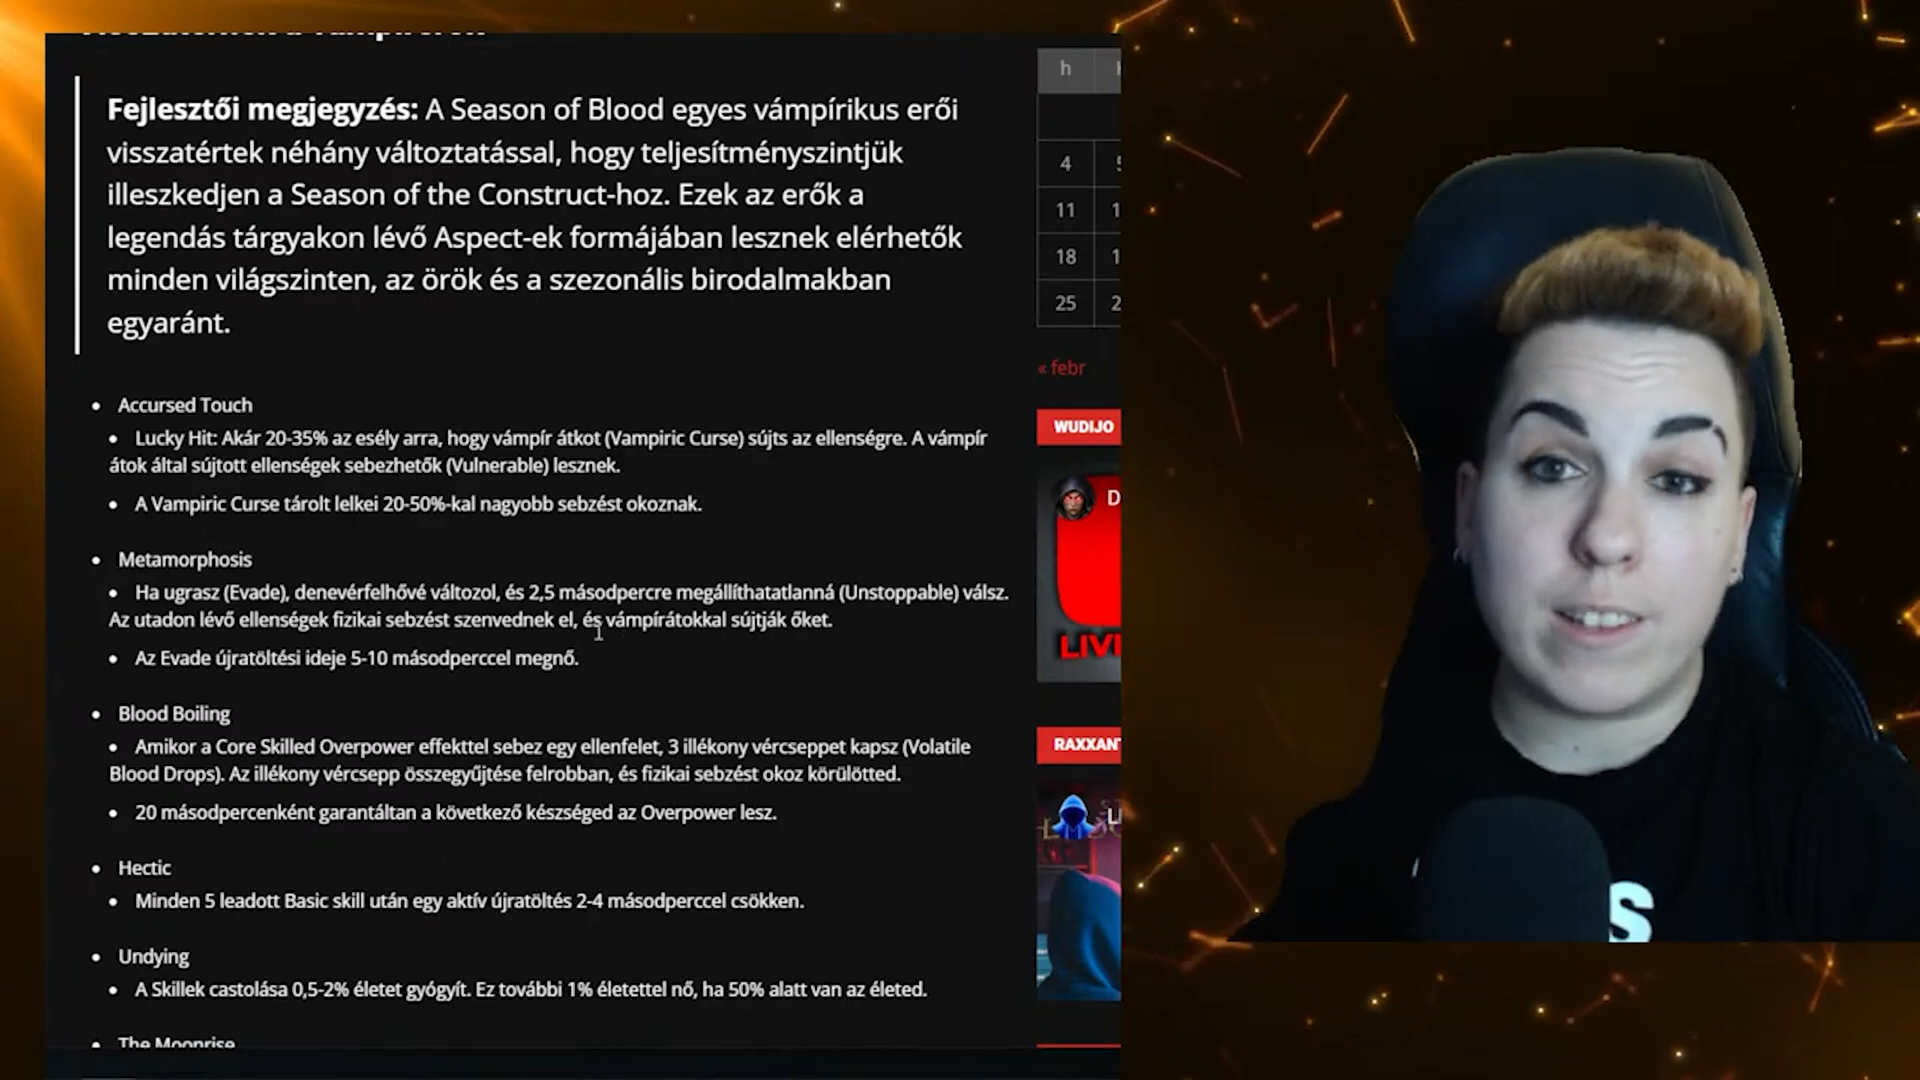 Fejlesztői megjegyzés: A Season of Blood egyes vámpírikus erői
visszatértek néhány változtatással, hogy teljesítményszintjük
illeszkedjen a Season of the Construct-hoz. Ezek az erők a
legendás tárgyakon lévő Aspect-ek formájában lesznek elérhetők
minden világszinten, az örök és a szezonális birodalmakban
egyaránt.
Accursed Touch
Lucky Hit: Akár 20-35% az esély arra, hogy vámpír átkot (Vampiric Curse) sújts az ellenségre. A vámpír
átok által sújtott ellenségek sebezhetők (Vulnerable) lesznek.
A Vampiric Curse tárolt lelkei 20-50%-kal nagyobb sebzést okoznak.
Metamorphosis
Ha ugrasz (Evade), denevérfelhővé változol, és 2,5 másodpercre megállíthatatlanná (Unstoppable) válsz.
Az utadon lévő ellenségek fizikai sebzést szenvednek el, és vámpírátokkal sújtják őket.
Az Evade újratöltési ideje 5-10 másodperccel megnő.
Blood Boiling
Amikor a Core Skilled Overpower effekttel sebez egy ellenfelet, 3 illékony vércseppet kapsz (Volatile
Blood Drops). Az illékony vércsepp összegyűjtése felrobban, és fizikai sebzést okoz körülötted.
20 másodpercenként garantáltan a következő készséged az Overpower lesz.
Hectic
Minden 5 leadott Basic skill után egy aktív újratöltés 2-4 másodperccel csökken.
Undying
A Skillek castolása 0,5-2% életet gyógyít. Ez további 1% életettel nő, ha 50% alatt van az életed.
The Moonrise
h
4
11 1
18 1
25 2
« febr
WUDIJO
D
LIV
RAXXAN
S